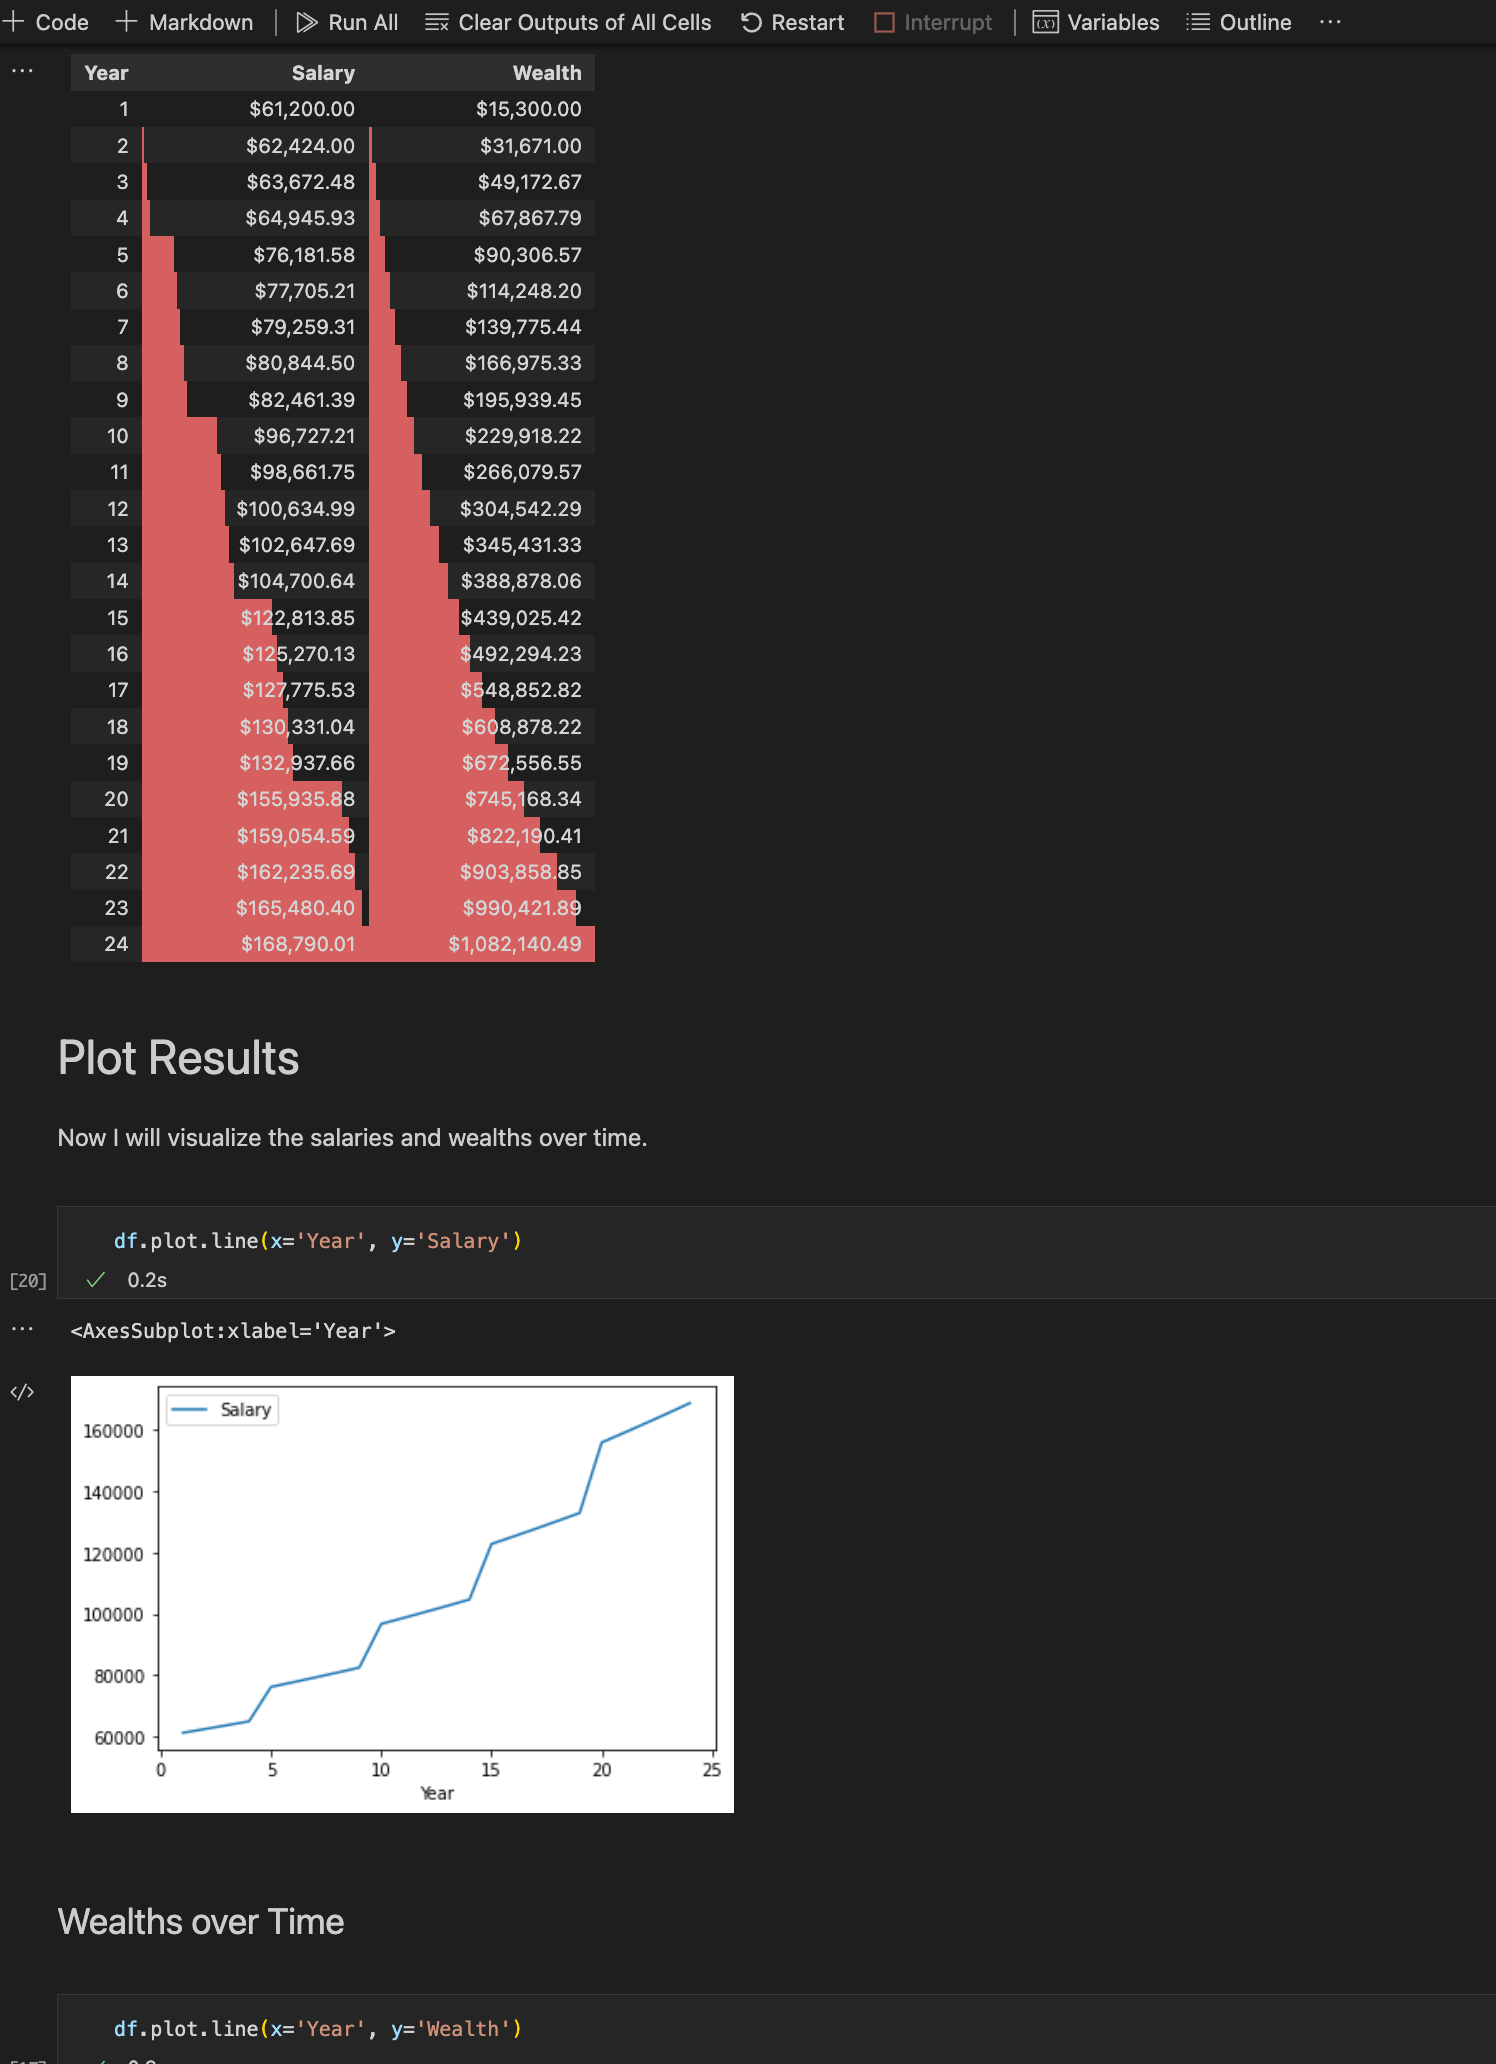 Code Markdown Run All Clear Outputs of All Cells Restart Interrupt Variables Outline ...
Year Salary Wealth
1 $61,200.00 $15,300.00
2 $62,424.00 $31,671.00
3 $63,672.48 $49,172.67
4 $64,945.93 $67,867.79
5 $76,181.58 $90,306.57
6 $77,705.21 $114,248.20
7 $79,259.31 $139,775.44
8 $80,844.50 $166,975.33
9 $82,461.39 $195,939.45
10 $96,727.21 $229,918.22
11 $98,661.75 $266,079.57
12 $100,634.99 $304,542.29
13 $102,647.69 $345,431.33
14 $104,700.64 $388,878.06
15 $122,813.85 $439,025.42
16 $125,270.13 $492,294.23
17 $127,775.53 $548,852.82
18 $130,331.04 $608,878.22
19 $132,937.66 $672,556.55
20 $155,935.88 $745,168.34
21 $159,054.59 $822,190.41
22 $162,235.69 $903,858.85
23 $165,480.40 $990,421.89
24 $168,790.01 $1,082,140.49
Plot Results
Now I will visualize the salaries and wealths over time.
df.plot.line(x='Year', y='Salary')
[20] 0.2s
<AxesSubplot:xlabel='Year'>
Salary
160000
140000
120000
100000
80000
60000
0 5 10 15 20 25
Year
Wealths over Time
df.plot.line(x='Year', y='Wealth')